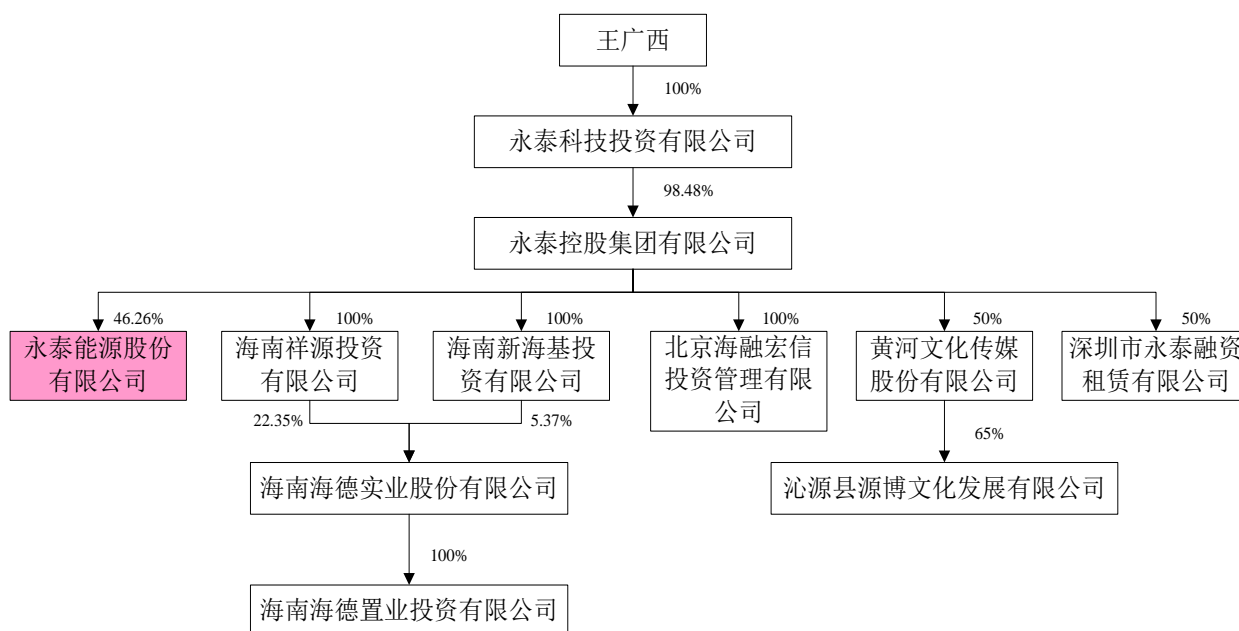 王广西
100%
永泰科技投资有限公司
98.48%
永泰控股集团有限公司
46.26%
100%
100%
100%
50%
50%
永泰能源股份
有限公司
海南祥源投资
有限公司
海南新海基投
资有限公司
北京海融宏信
投资管理有限
公司
黄河文化传媒
股份有限公司
深圳市永泰融资
租赁有限公司
22.35%
5.37%
65%
海南海德实业股份有限公司
沁源县源博文化发展有限公司
100%
海南海德置业投资有限公司